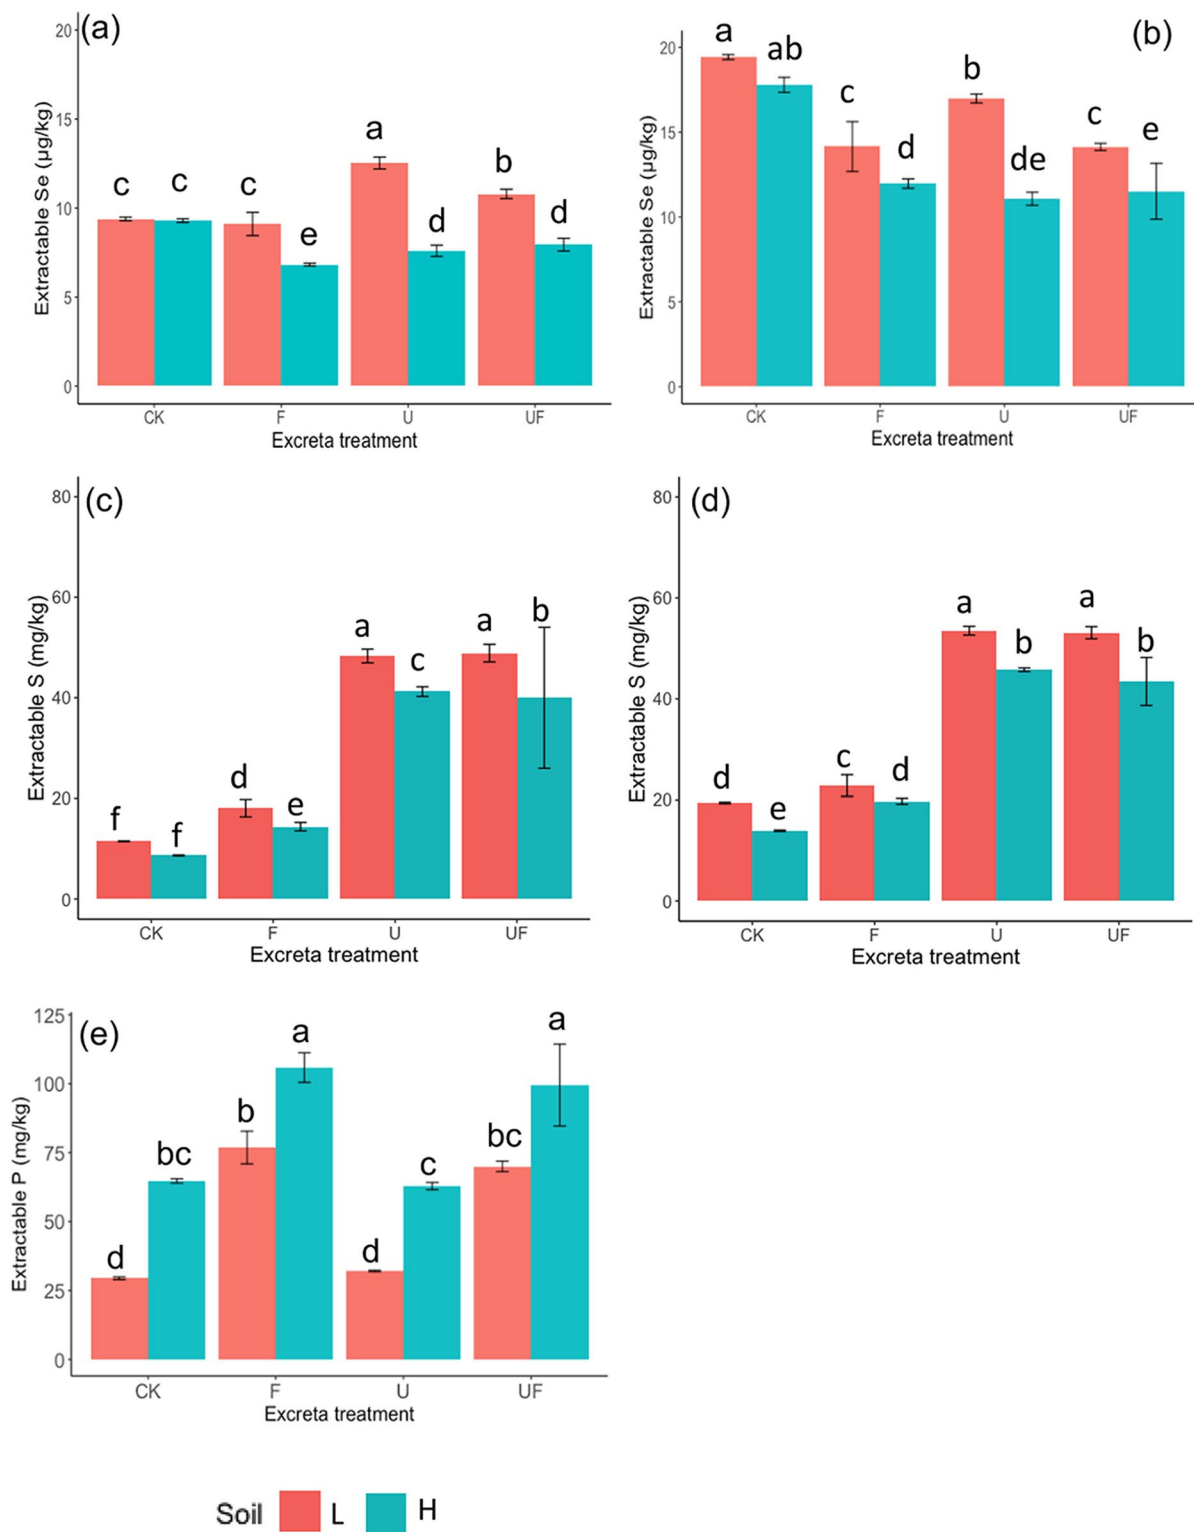 (a)
Extractable Se (µg/kg)
20
15
10
5
0
c c c e a d b d
CK F U UF
Excreta treatment
(b)
Extractable Se (µg/kg)
20
15
10
5
0
a ab c d b de c e
CK F U UF
Excreta treatment
(c)
Extractable S (mg/kg)
80
60
40
20
0
f f d e a c a b
CK F U UF
Excreta treatment
(d)
Extractable S (mg/kg)
80
60
40
20
0
d e c d a b a b
CK F U UF
Excreta treatment
(e)
Extractable P (mg/kg)
125
100
75
50
25
0
d bc b a d c bc a
CK F U UF
Excreta treatment
Soil L H